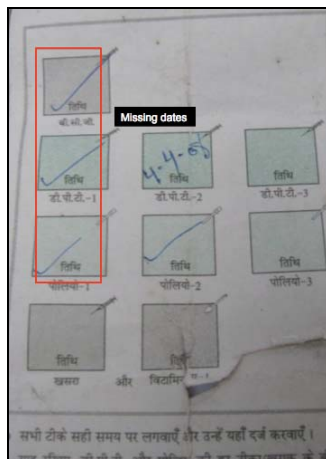 तिथि
बी.सी.जी.
Missing dates
तिथि
4-4-08
तिथि
तिथि
डी.पी.टी.-1
डी.पी.टी.-2
डी.पी.टी.-3
तिथि
तिथि
तिथि
पोलियो-1
पोलियो-2
पोलियो-3
तिथि
तिथि
खसरा और विटामिन
सभी टीके सही समय पर लगवाएँ और उन्हें यहाँ दर्ज करवाएँ।